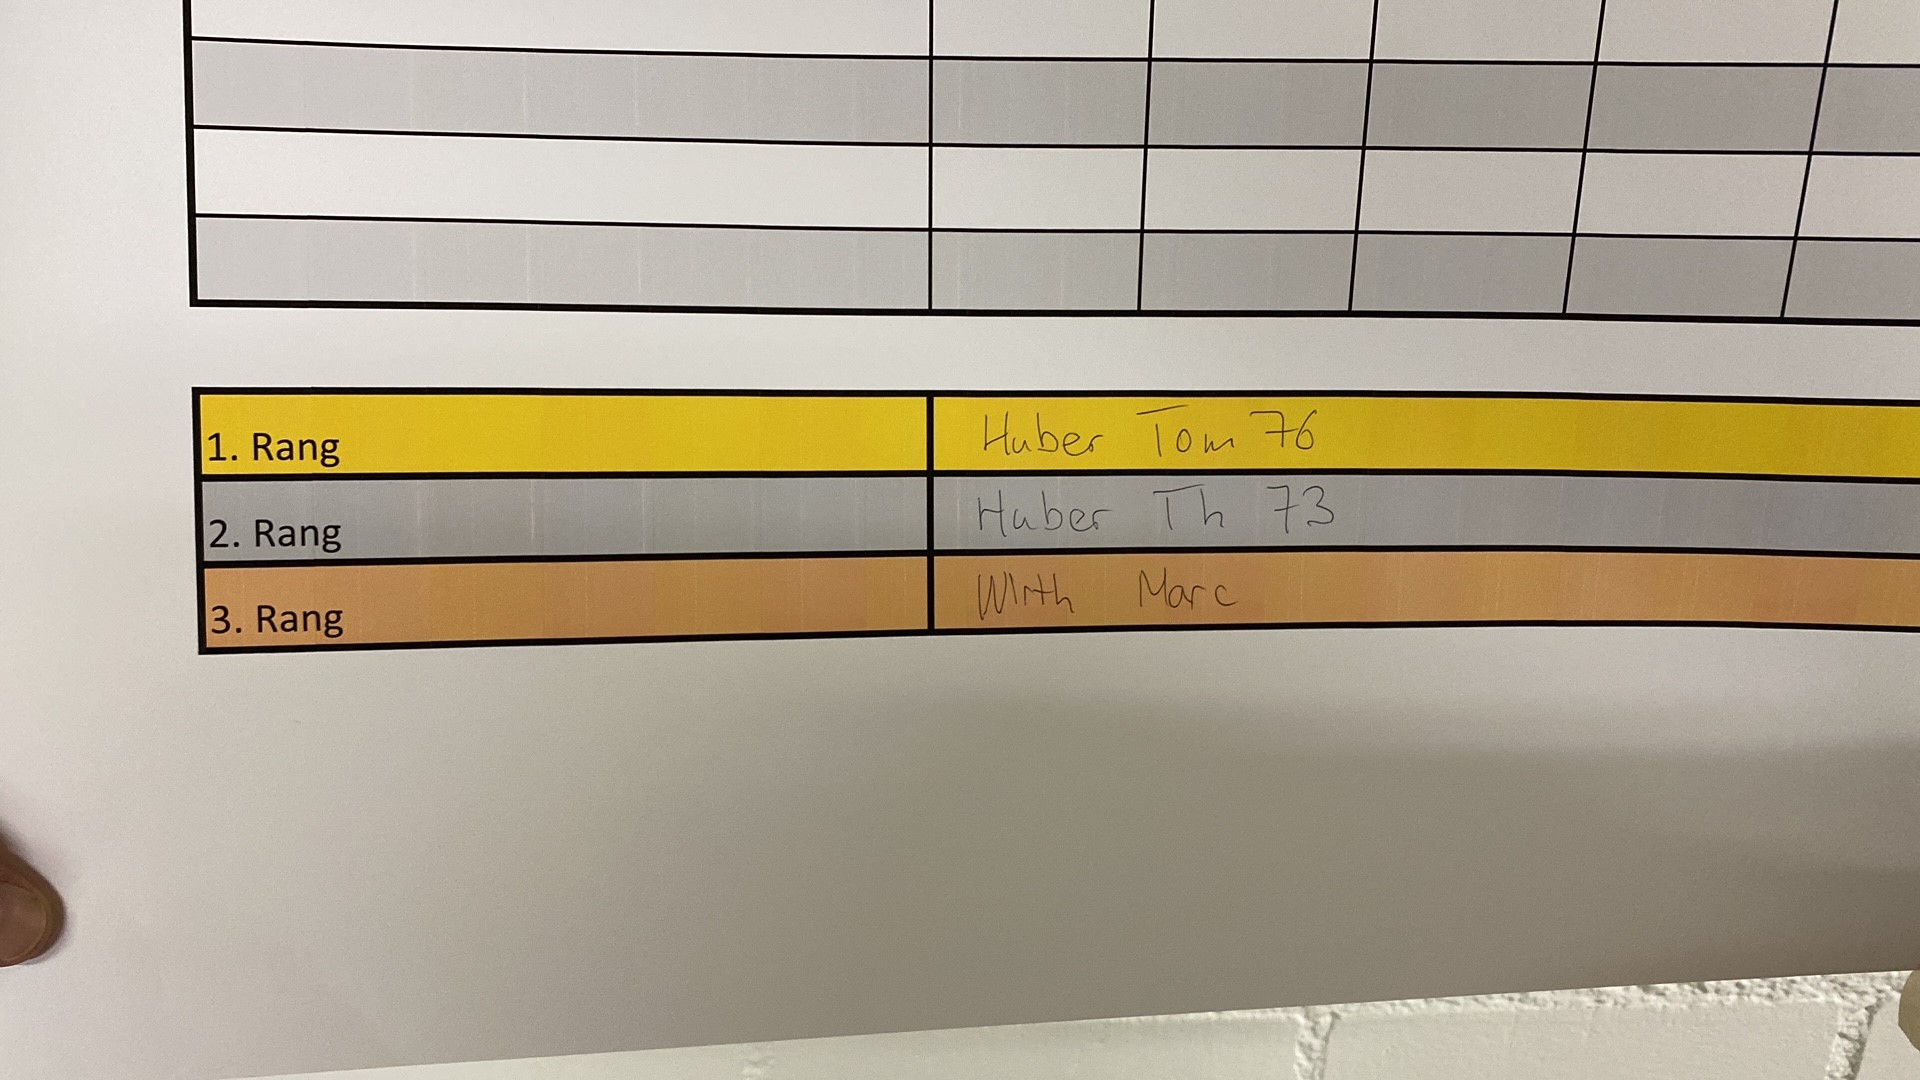 1. Rang Huber Tom 76
2. Rang Huber Th 73
3. Rang Wirth Marc